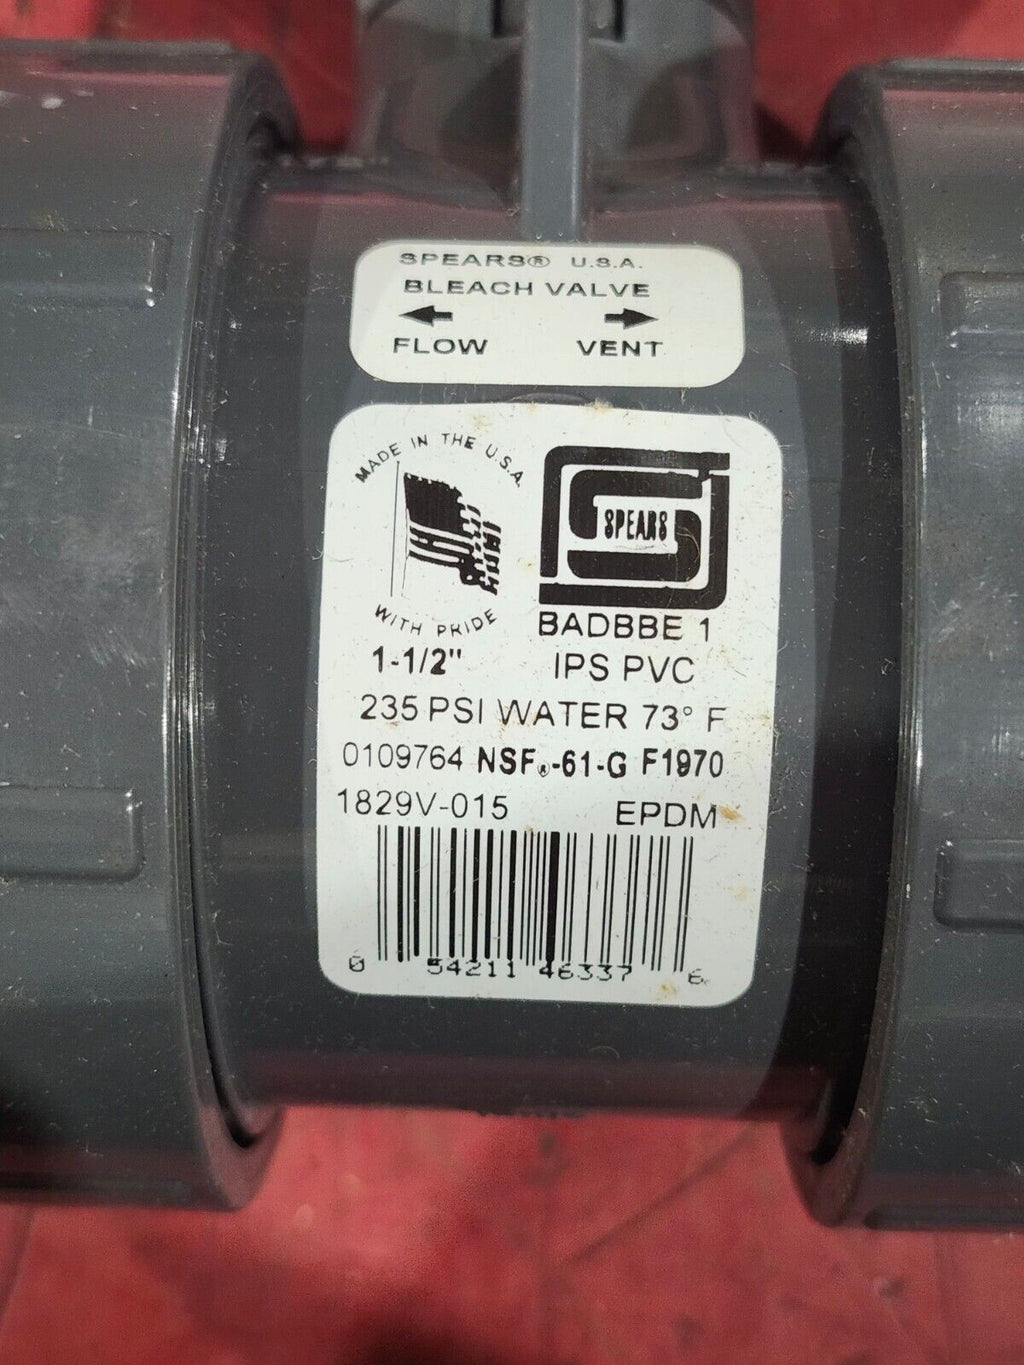 SPEARS® U.S.A.
BLEACH VALVE
FLOW VENT
MADE IN THE U.S.A.
WITH PRIDE
SPEARS
BADBBE 1
1-1/2" IPS PVC
235 PSI WATER 73° F
0109764 NSF®-61-G F1970
1829V-015 EPDM
0 54211 46337 6